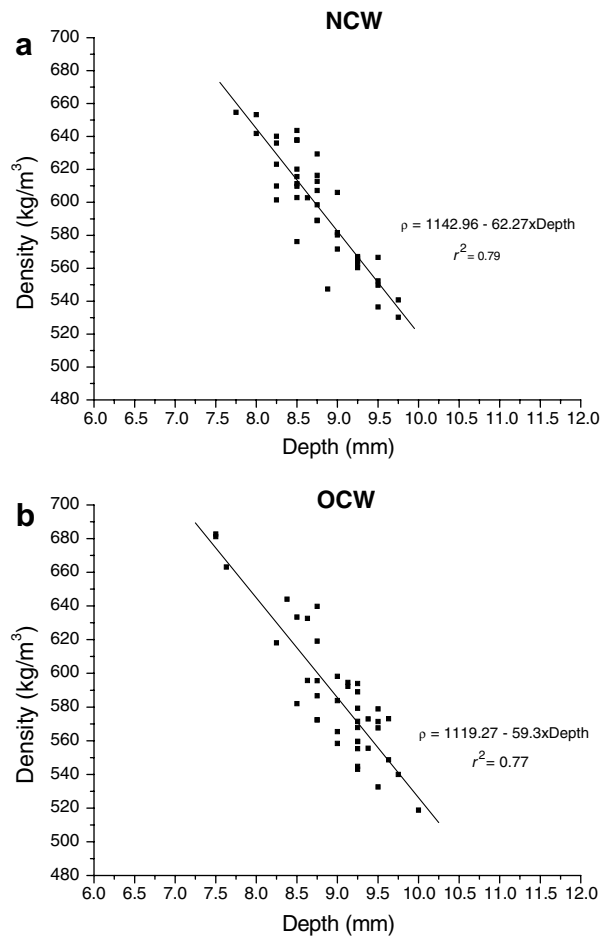 NCW
a
700
680
660
640
620
600
580
560
540
520
500
480
Density (kg/m³)
ρ = 1142.96 - 62.27xDepth
r² = 0.79
6.0 6.5 7.0 7.5 8.0 8.5 9.0 9.5 10.0 10.5 11.0 11.5 12.0
Depth (mm)
OCW
b
700
680
660
640
620
600
580
560
540
520
500
480
Density (kg/m³)
ρ = 1119.27 - 59.3xDepth
r² = 0.77
6.0 6.5 7.0 7.5 8.0 8.5 9.0 9.5 10.0 10.5 11.0 11.5 12.0
Depth (mm)